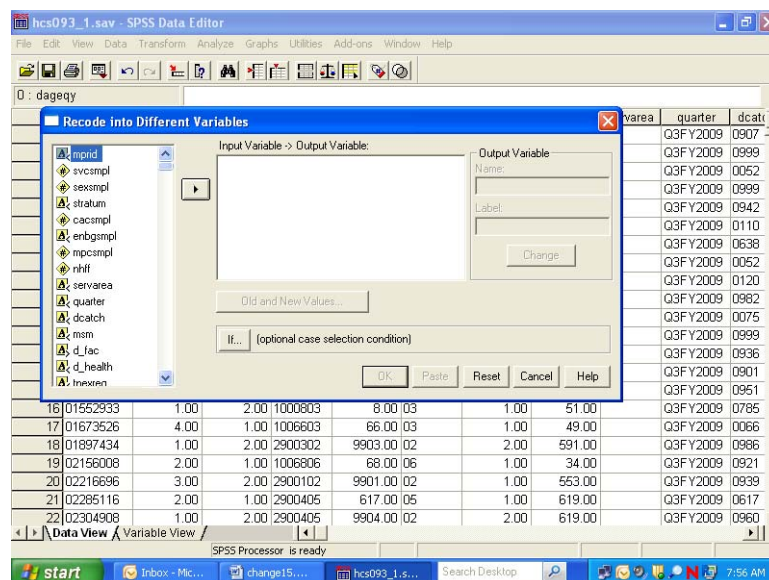 hcs093_1.sav - SPSS Data Editor
File Edit View Data Transform Analyze Graphs Utilities Add-ons Window Help
0 : dageqy
Recode into Different Variables
mprid
svcsmpl
sexsmpl
stratum
cacsmpl
enbgsmpl
mpcsmpl
nhff
servarea
quarter
dcatch
msm
d_fac
d_health
Input Variable -> Output Variable:
Output Variable
Name:
Label:
Change
Old and New Values...
If... (optional case selection condition)
OK Paste Reset Cancel Help
quarter
Q3FY2009 0907
Q3FY2009 0999
Q3FY2009 0052
Q3FY2009 0999
Q3FY2009 0942
Q3FY2009 0110
Q3FY2009 0638
Q3FY2009 0052
Q3FY2009 0120
Q3FY2009 0982
Q3FY2009 0075
Q3FY2009 0999
Q3FY2009 0936
Q3FY2009 0901
Q3FY2009 0951
16 01552933 1.00 2.00 1000803 8.00 03 1.00 51.00 Q3FY2009 0785
17 01673526 4.00 1.00 1006603 66.00 03 1.00 49.00 Q3FY2009 0066
18 01897434 1.00 2.00 2900302 9903.00 02 2.00 591.00 Q3FY2009 0986
19 02156008 2.00 1.00 1006806 68.00 06 1.00 34.00 Q3FY2009 0921
20 02216696 3.00 2.00 2900102 9901.00 02 1.00 553.00 Q3FY2009 0939
21 02285116 2.00 1.00 2900405 617.00 05 1.00 619.00 Q3FY2009 0617
22 02304908 1.00 2.00 2900405 9904.00 02 2.00 619.00 Q3FY2009 0960
Data View Variable View
SPSS Processor is ready
start Inbox - Mic... change15.... hcs093_1.s... Search Desktop 7:56 AM